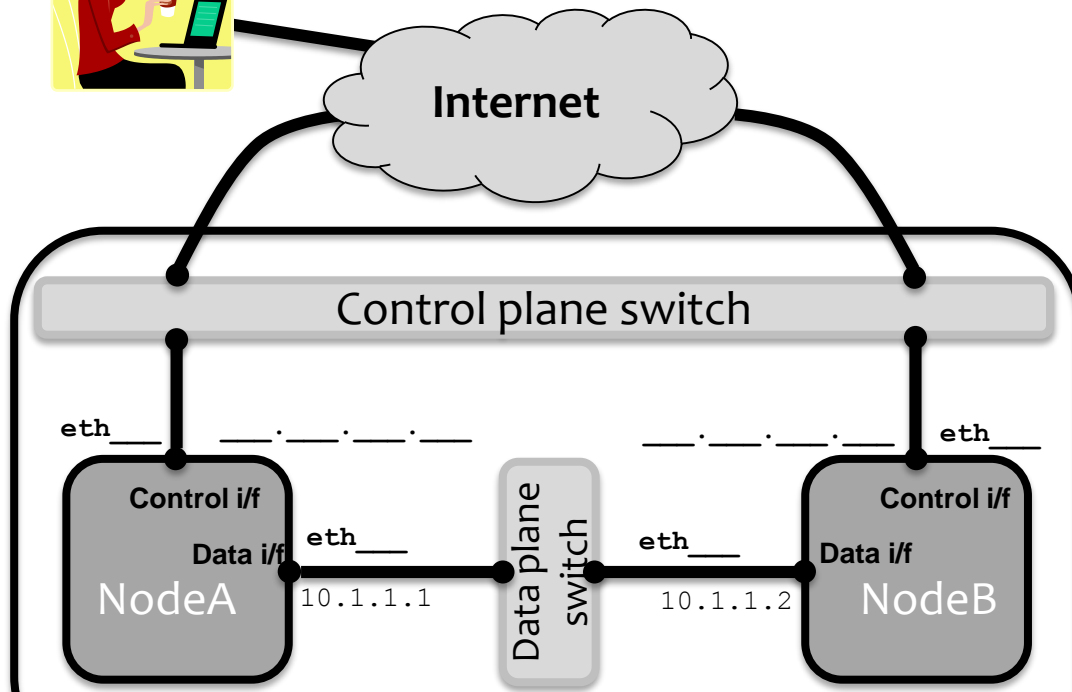 Internet
Control plane switch
eth___ ___.___.___.___ ___.___.___.___ eth___
Control i/f Control i/f
Data i/f eth___ eth___ Data i/f
NodeA 10.1.1.1 10.1.1.2 NodeB
Data plane
switch